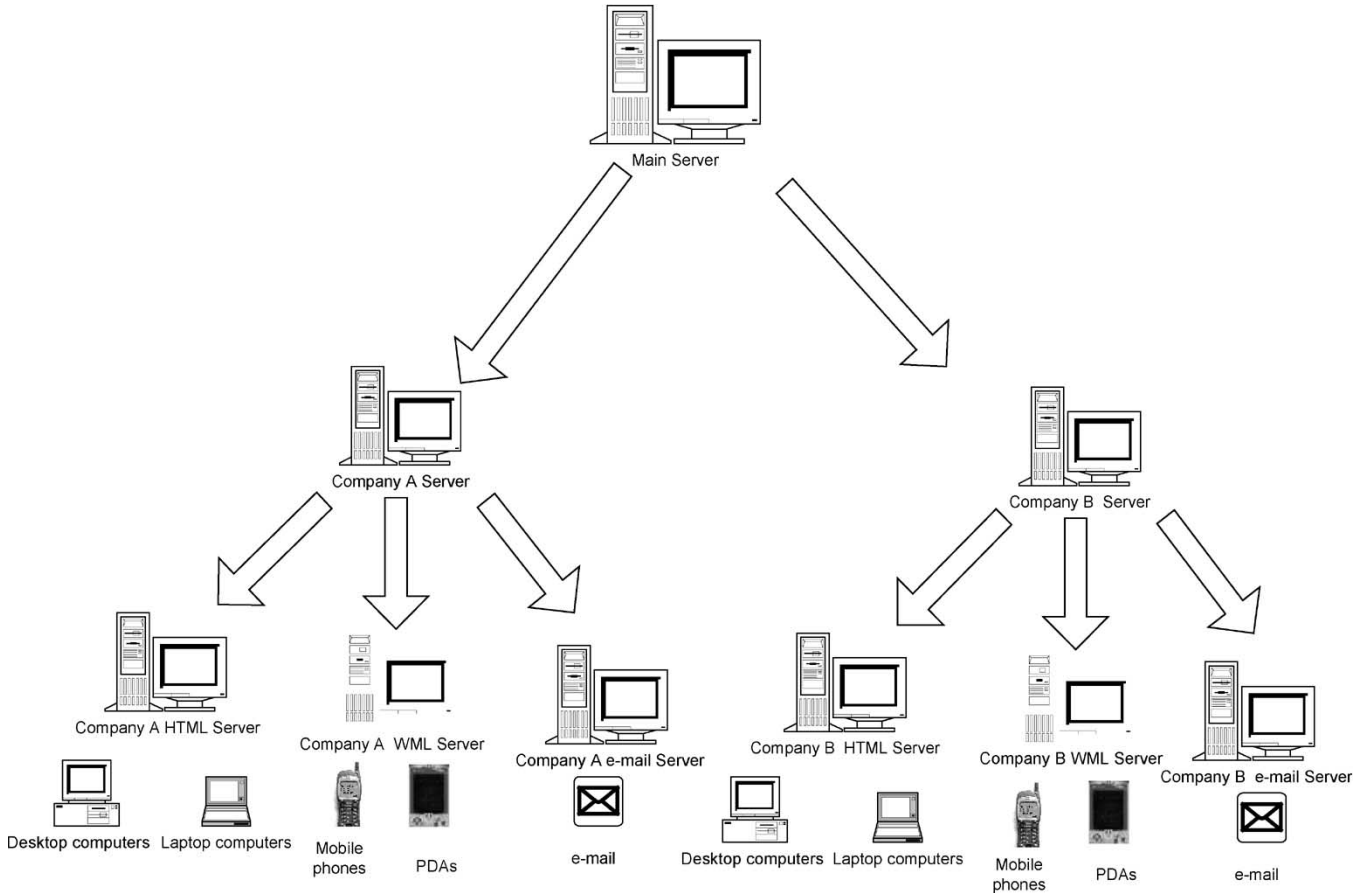 Main Server
Company A Server
Company B Server
Company A HTML Server
Company A WML Server
Company A e-mail Server
Company B HTML Server
Company B WML Server
Company B e-mail Server
Desktop computers
Laptop computers
Mobile
phones
PDAs
e-mail
Desktop computers
Laptop computers
Mobile
phones
PDAs
e-mail